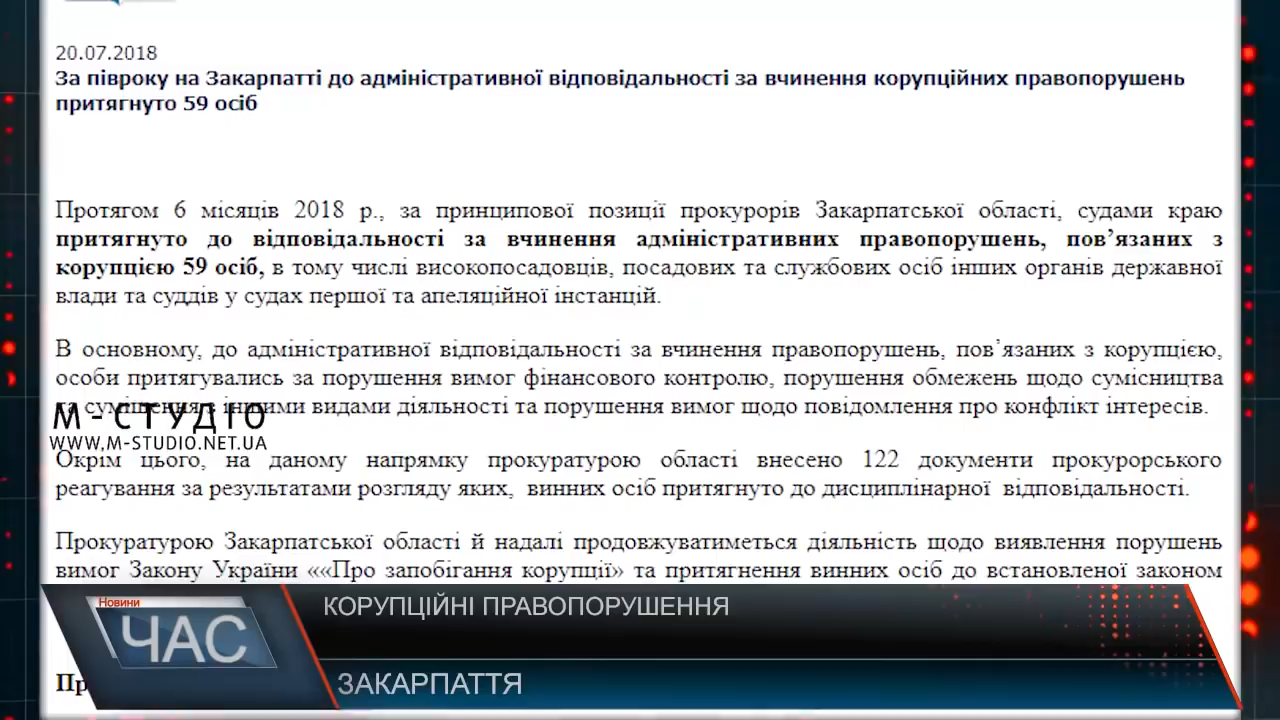 20.07.2018
За півроку на Закарпатті до адміністративної відповідальності за вчинення корупційних правопорушень
притягнуто 59 осіб
Протягом 6 місяців 2018 р., за принципової позиції прокурорів Закарпатської області, судами краю
притягнуто до відповідальності за вчинення адміністративних правопорушень, пов’язаних з
корупцією 59 осіб, в тому числі високопосадовців, посадових та службових осіб інших органів державної
влади та суддів у судах першої та апеляційної інстанцій.
В основному, до адміністративної відповідальності за вчинення правопорушень, пов’язаних з корупцією,
особи притягувались за порушення вимог фінансового контролю, порушення обмежень щодо сумісництва
та суміщення з іншими видами діяльності та порушення вимог щодо повідомлення про конфлікт інтересів.
М-СТУДІО
WWW.M-STUDIO.NET.UA
Окрім цього, на даному напрямку прокуратурою області внесено 122 документи прокурорського
реагування за результатами розгляду яких, винних осіб притягнуто до дисциплінарної відповідальності.
Прокуратурою Закарпатської області й надалі продовжуватиметься діяльність щодо виявлення порушень
вимог Закону України ««Про запобігання корупції» та притягнення винних осіб до встановленої законом
Новини
ЧАС
КОРУПЦІЙНІ ПРАВОПОРУШЕННЯ
ЗАКАРПАТТЯ